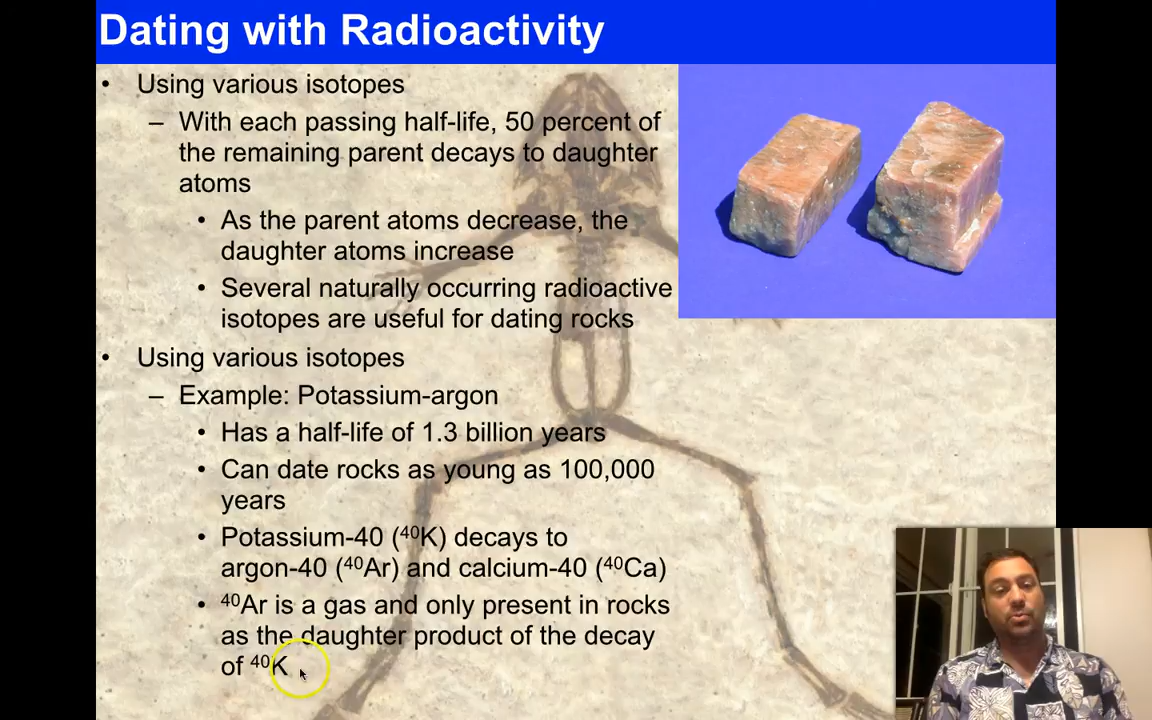 Dating with Radioactivity
• Using various isotopes
– With each passing half-life, 50 percent of
the remaining parent decays to daughter
atoms
• As the parent atoms decrease, the
daughter atoms increase
• Several naturally occurring radioactive
isotopes are useful for dating rocks
• Using various isotopes
– Example: Potassium-argon
• Has a half-life of 1.3 billion years
• Can date rocks as young as 100,000
years
• Potassium-40 (⁴⁰K) decays to
argon-40 (⁴⁰Ar) and calcium-40 (⁴⁰Ca)
• ⁴⁰Ar is a gas and only present in rocks
as the daughter product of the decay
of ⁴⁰K